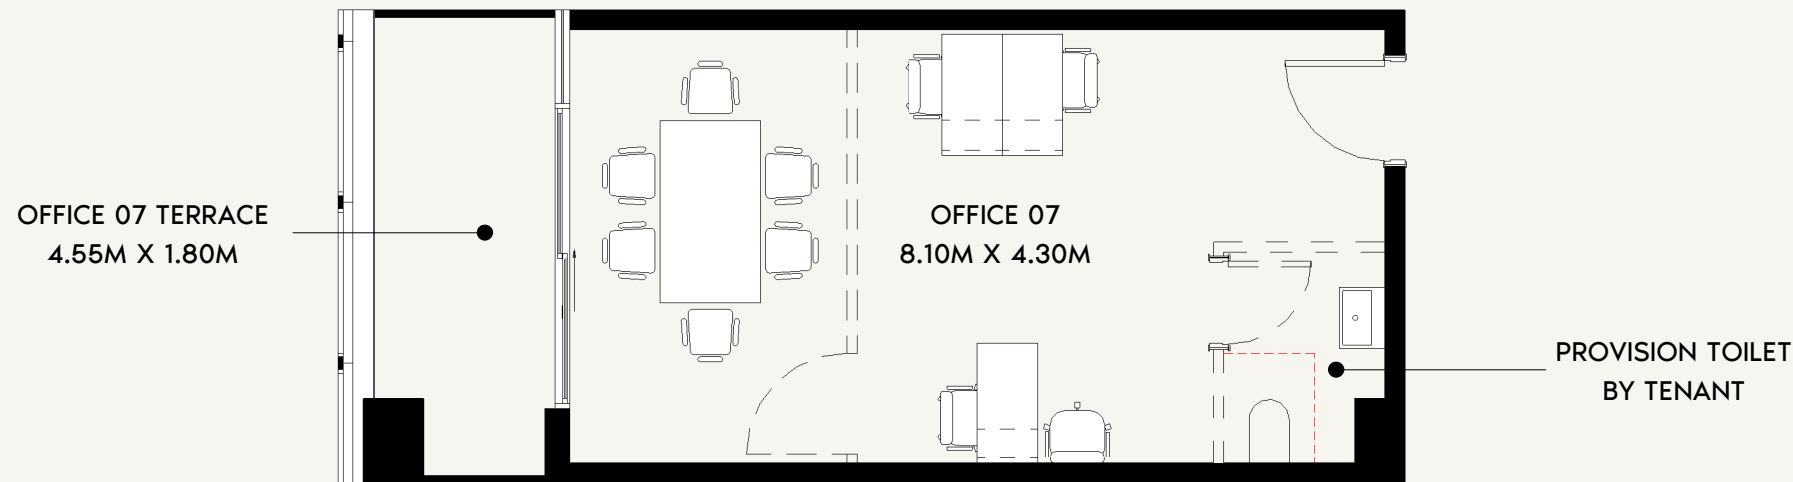 OFFICE 07 TERRACE
4.55M X 1.80M
OFFICE 07
8.10M X 4.30M
PROVISION TOILET
BY TENANT